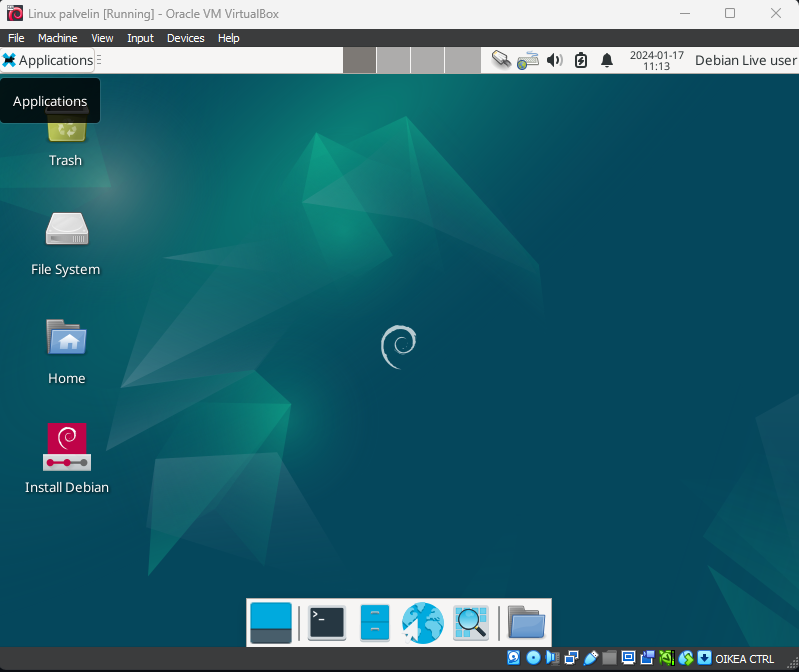 Linux palvelin [Running] - Oracle VM VirtualBox
File Machine View Input Devices Help
Applications
2024-01-17
11:13
Debian Live user
Applications
Trash
File System
Home
Install Debian
>_
OIKEA CTRL